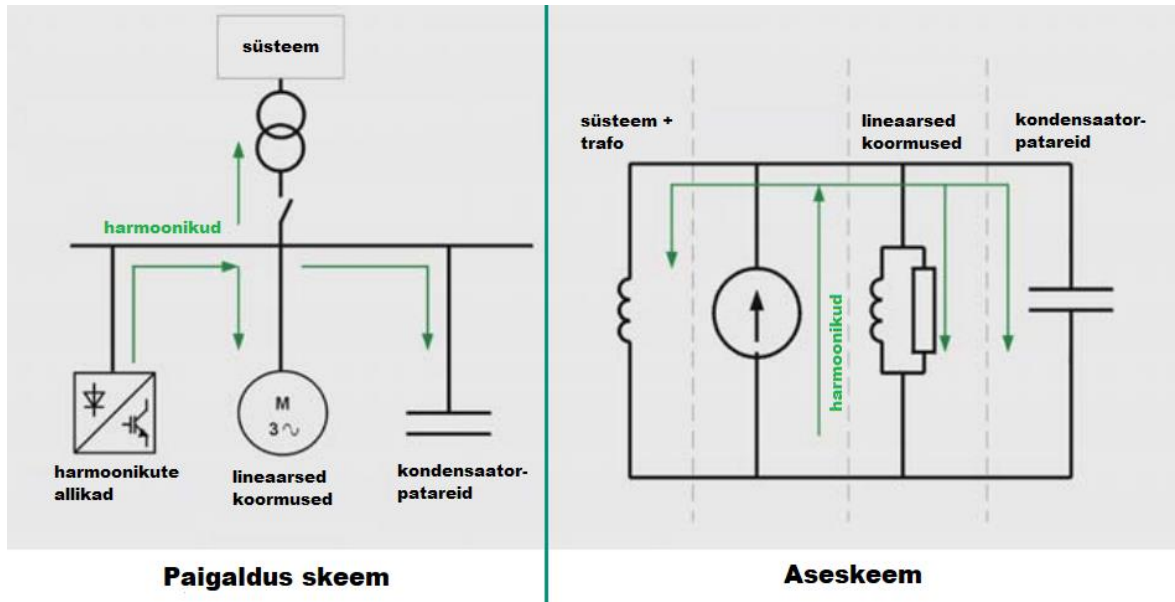 süsteem
harmoonikud
M
3
harmoonikute
allikad
lineaarsed
koormused
kondensaator-
patareid
Paigaldus skeem
süsteem +
trafo
lineaarsed
koormused
kondensaator-
patareid
harmoonikud
Aseskeem